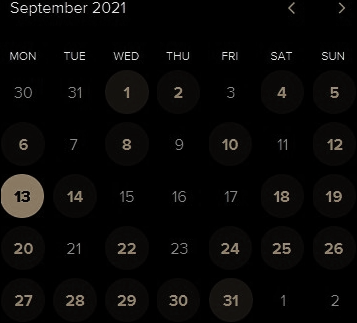 September 2021
MON TUE WED THU FRI SAT SUN
30 31 1 2 3 4 5
6 7 8 9 10 11 12
13 14 15 16 17 18 19
20 21 22 23 24 25 26
27 28 29 30 31 1 2